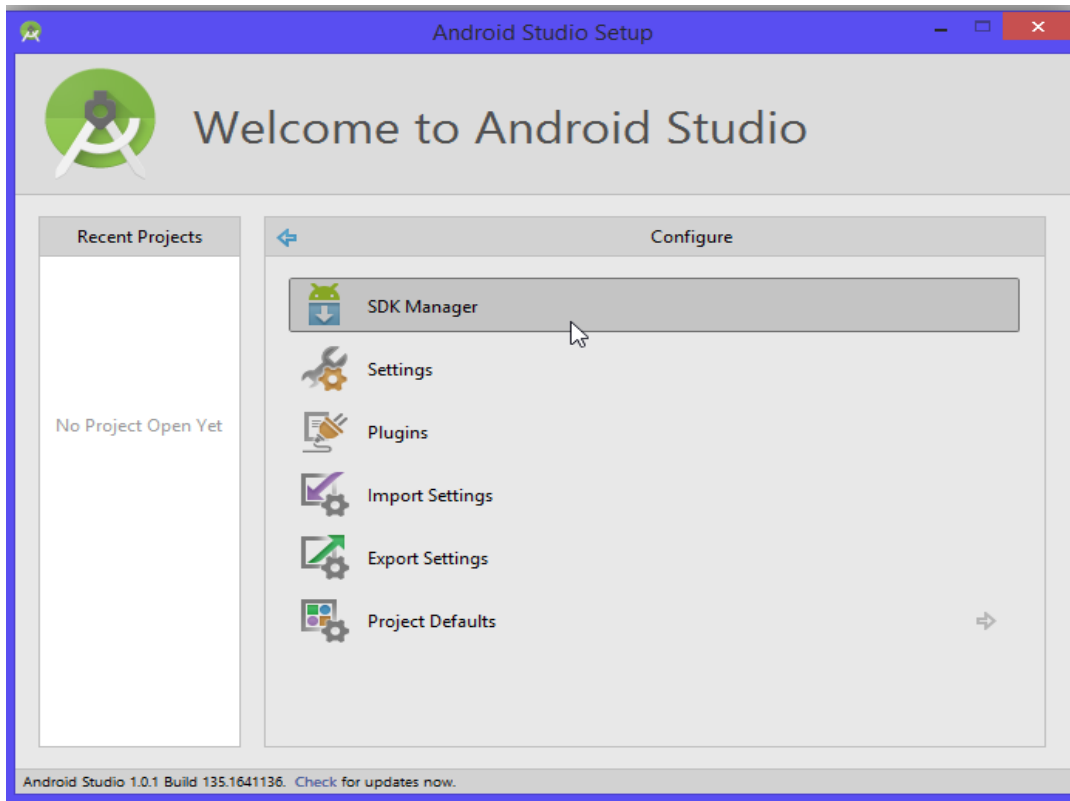 Android Studio Setup
Welcome to Android Studio
Recent Projects
No Project Open Yet
Configure
SDK Manager
Settings
Plugins
Import Settings
Export Settings
Project Defaults
Android Studio 1.0.1 Build 135.1641136. Check for updates now.